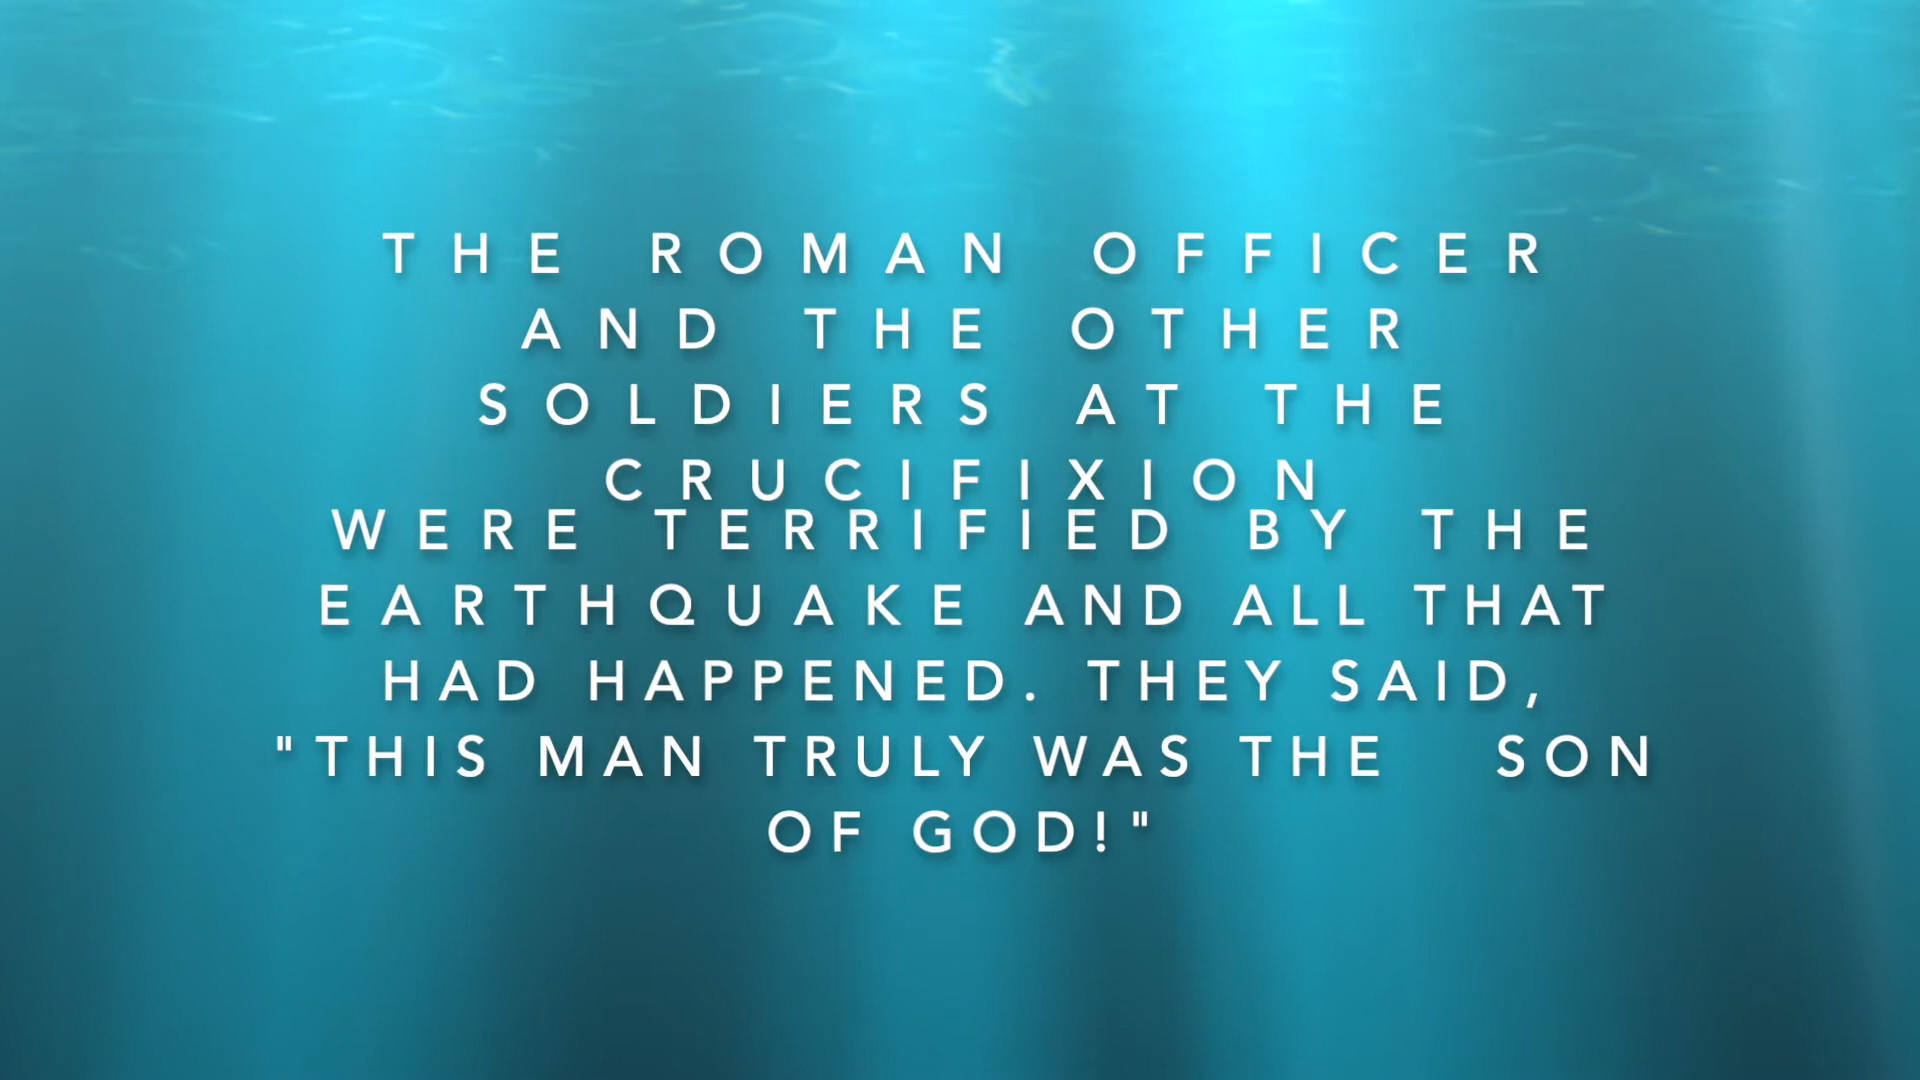 THE ROMAN OFFICER
AND THE OTHER
SOLDIERS AT THE
CRUCIFIXION
WERE TERRIFIED BY THE
EARTHQUAKE AND ALL THAT
HAD HAPPENED. THEY SAID,
"THIS MAN TRULY WAS THE SON
OF GOD!"